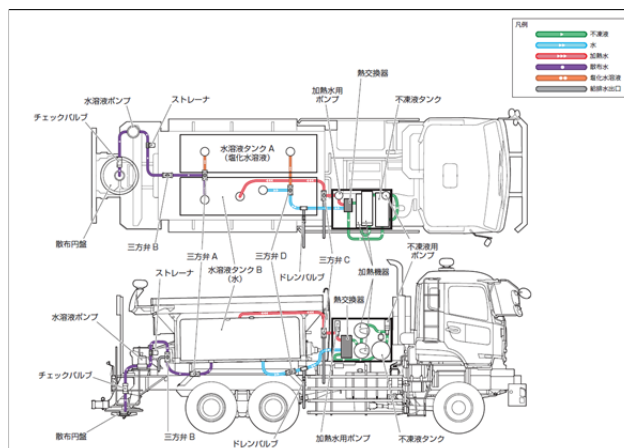 凡例
不凍液
水
加熱水
散布水
塩化水溶液
給排水出口
熱交換器
加熱水用
ポンプ
不凍液タンク
水溶液ポンプ
ストレーナ
チェックバルブ
水溶液タンク A
(塩化水溶液)
散布円盤
三方弁 B
三方弁 A
三方弁 D
三方弁 C
不凍液用
ポンプ
水溶液タンク B
(水)
ドレンバルブ
加熱機器
ストレーナ
熱交換器
水溶液ポンプ
チェックバルブ
散布円盤
三方弁 B
ドレンバルブ
加熱水用ポンプ
不凍液タンク